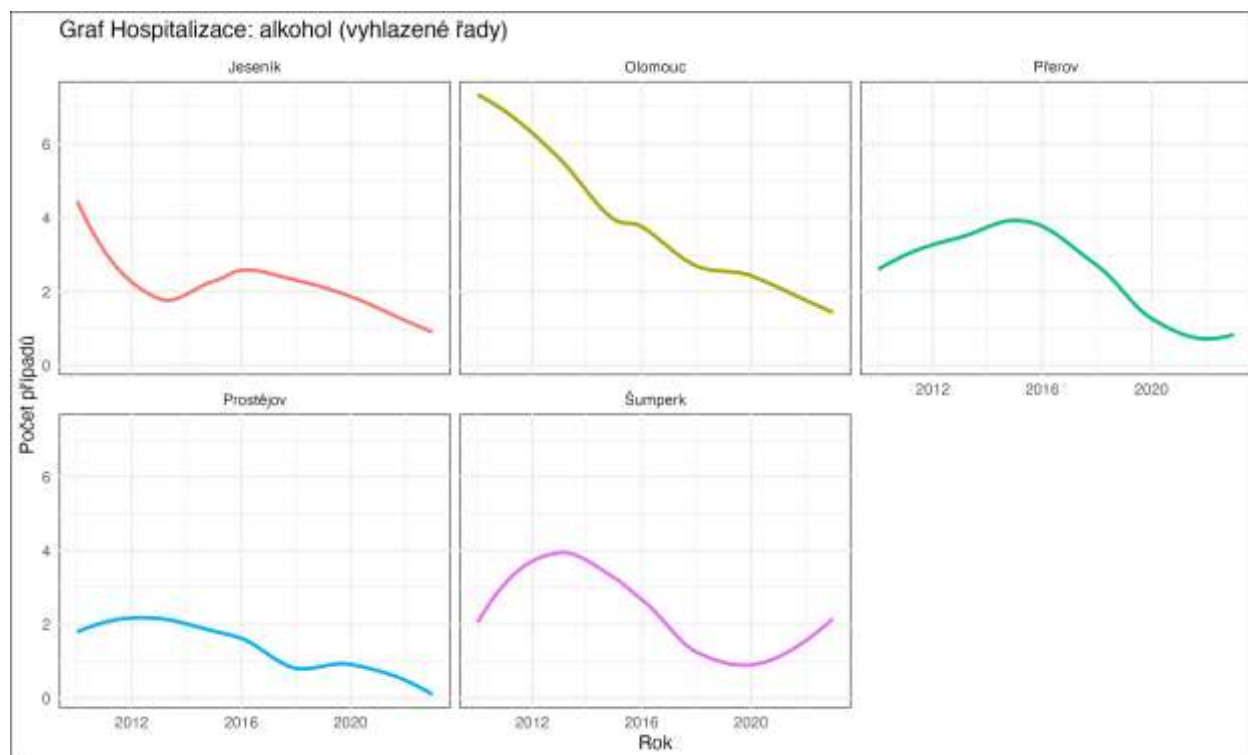 Graf Hospitalizace: alkohol (vyhlazené řady)
Jeseník
Olomouc
Přerov
6
4
2
0
2012
2016
2020
Počet případů
Prostějov
Šumperk
6
4
2
0
2012
2016
2020
2012
2016
2020
Rok